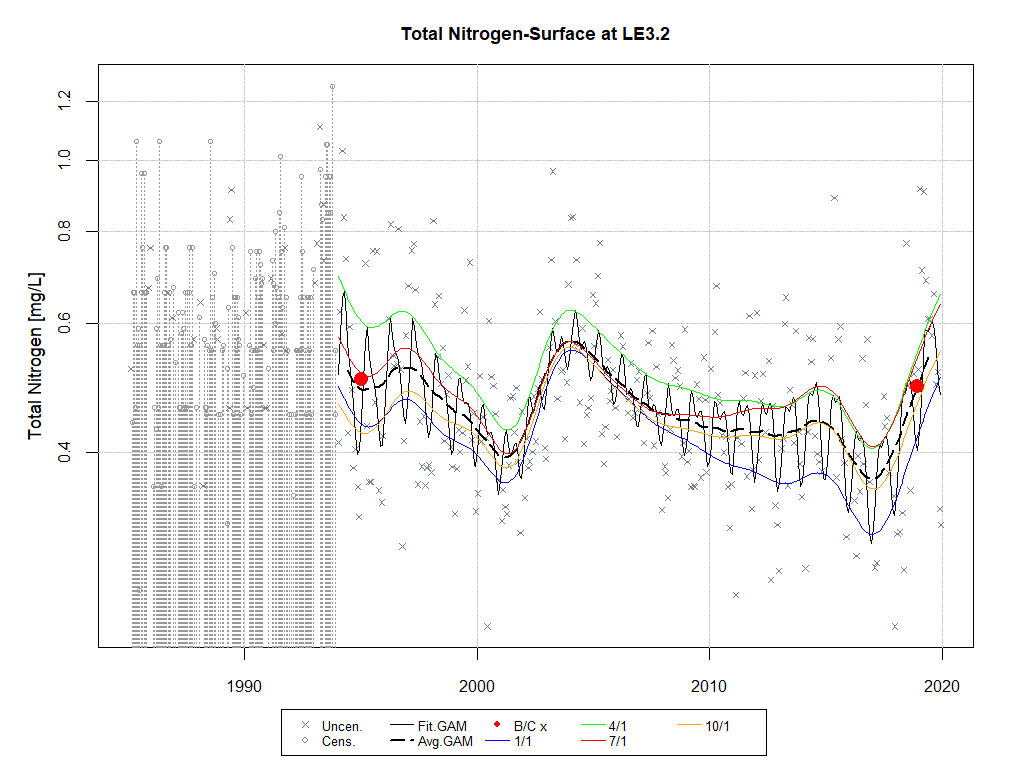 Total Nitrogen-Surface at LE3.2
Total Nitrogen [mg/L]
1.2
1.0
0.8
0.6
0.4
1990 2000 2010 2020
Uncen. Fit.GAM B/C x 4/1 10/1
Cens. Avg.GAM 1/1 7/1